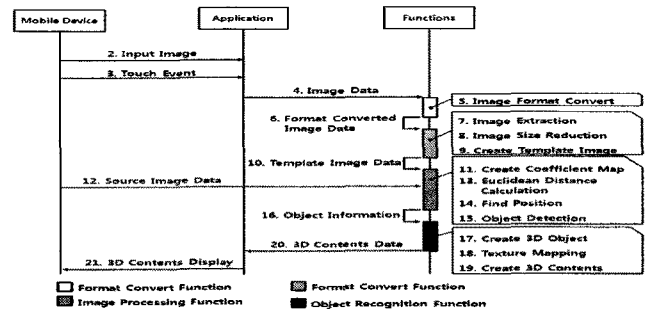 Mobile Device
Application
Functions
2. Input Image
3. Touch Event
4. Image Data
5. Image Format Convert
6. Format Converted
Image Data
7. Image Extraction
8. Image Size Reduction
9. Create Template Image
10. Template Image Data
11. Create Coefficient Map
12. Source Image Data
13. Euclidean Distance
Calculation
14. Find Position
15. Object Detection
16. Object Information
17. Create 3D Object
18. Texture Mapping
19. Create 3D Contents
20. 3D Contents Data
21. 3D Contents Display
Format Convert Function
Format Convert Function
Image Processing Function
Object Recognition Function